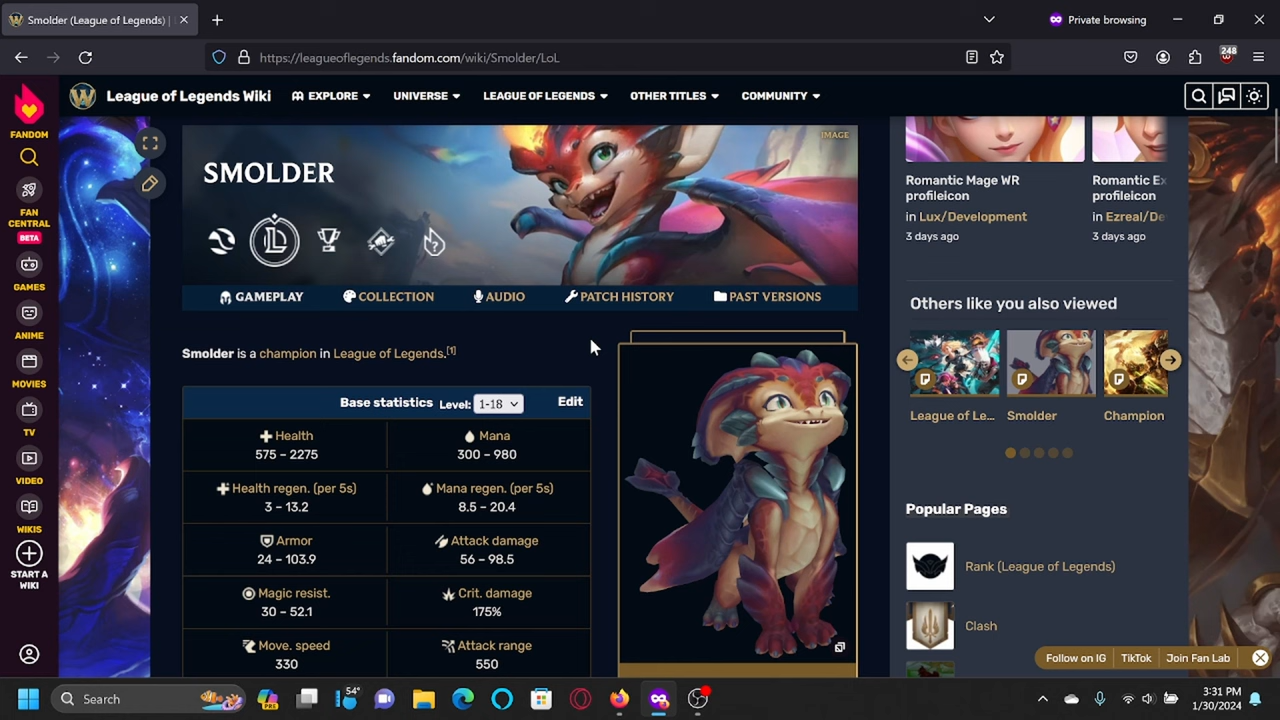 Smolder (League of Legends) |
Private browsing
https://leagueoflegends.fandom.com/wiki/Smolder/LoL
248
FANDOM
FAN CENTRAL
BETA
GAMES
ANIME
MOVIES
TV
VIDEO
WIKIS
START A WIKI
League of Legends Wiki
EXPLORE
UNIVERSE
LEAGUE OF LEGENDS
OTHER TITLES
COMMUNITY
IMAGE
SMOLDER
GAMEPLAY
COLLECTION
AUDIO
PATCH HISTORY
PAST VERSIONS
Smolder is a champion in League of Legends.[1]
Base statistics Level: 1-18 Edit
Health
575 – 2275
Mana
300 – 980
Health regen. (per 5s)
3 – 13.2
Mana regen. (per 5s)
8.5 – 20.4
Armor
24 – 103.9
Attack damage
56 – 98.5
Magic resist.
30 – 52.1
Crit. damage
175%
Move. speed
330
Attack range
550
Romantic Mage WR
profileicon
in Lux/Development
3 days ago
Romantic Ex
profileicon
in Ezreal/De
3 days ago
Others like you also viewed
League of Le...
Smolder
Champion
Popular Pages
Rank (League of Legends)
Clash
Follow on IG
TikTok
Join Fan Lab
Search
PRE
54°
3:31 PM
1/30/2024